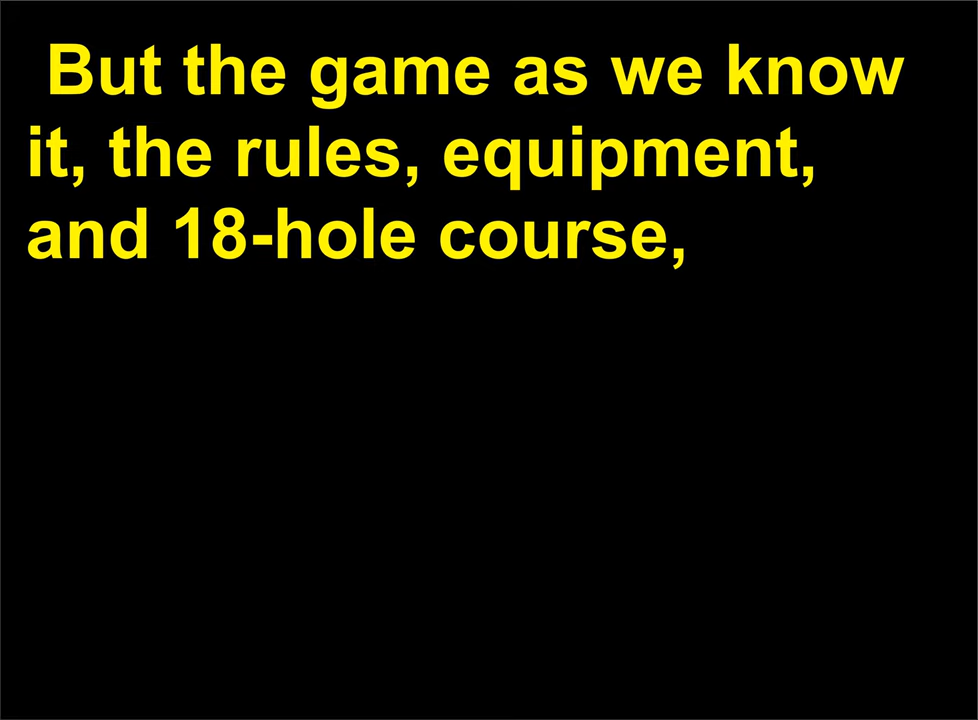 But the game as we know
it, the rules, equipment,
and 18-hole course,